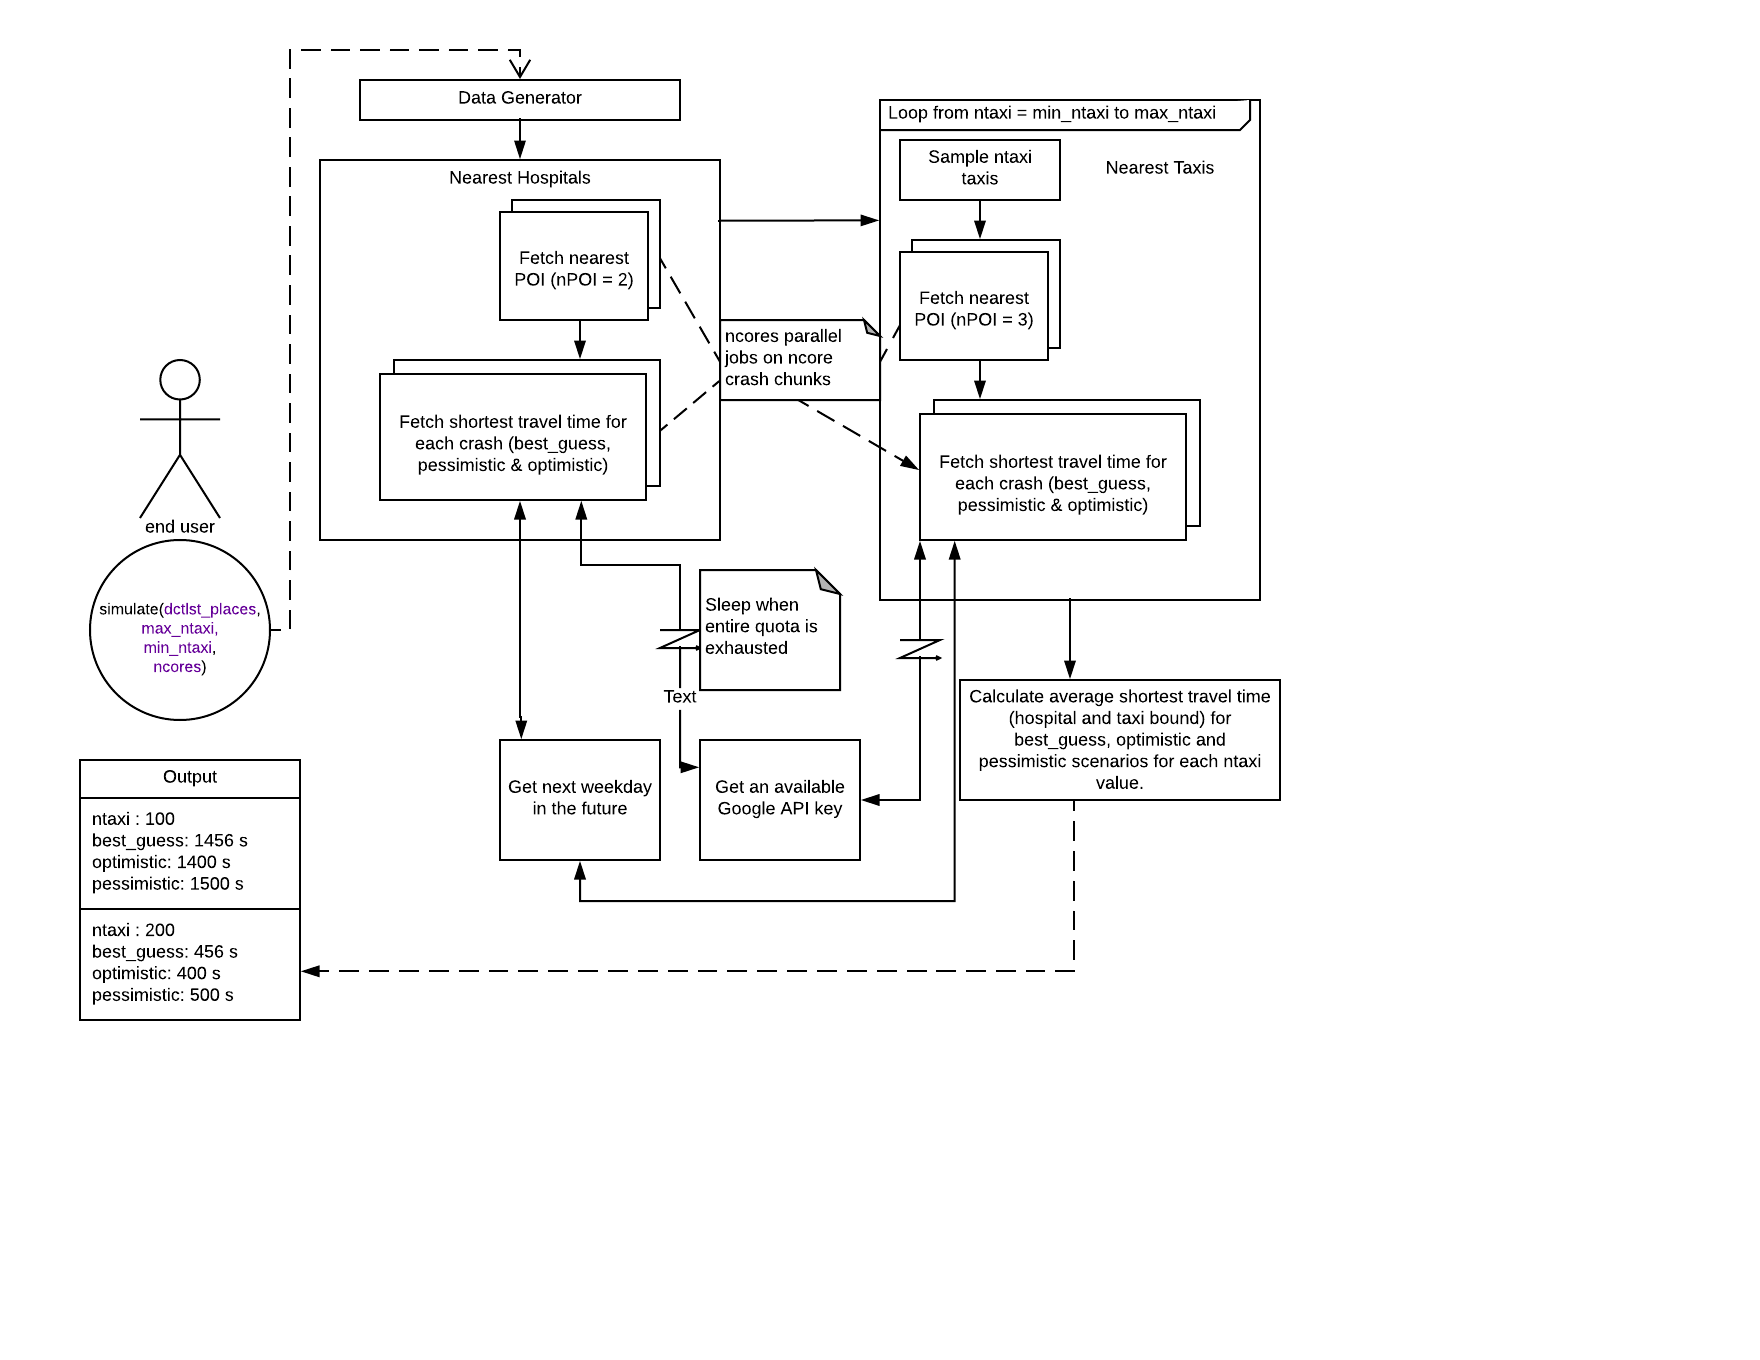 Data Generator
Nearest Hospitals
Fetch nearest
POI (nPOI = 2)
Fetch shortest travel time for
each crash (best_guess,
pessimistic & optimistic)
ncores parallel
jobs on ncore
crash chunks
Loop from ntaxi = min_ntaxi to max_ntaxi
Sample ntaxi
taxis
Nearest Taxis
Fetch nearest
POI (nPOI = 3)
Fetch shortest travel time for
each crash (best_guess,
pessimistic & optimistic)
end user
simulate(dctlst_places,
max_ntaxi,
min_ntaxi,
ncores)
Sleep when
entire quota is
exhausted
Text
Get next weekday
in the future
Get an available
Google API key
Calculate average shortest travel time
(hospital and taxi bound) for
best_guess, optimistic and
pessimistic scenarios for each ntaxi
value.
Output
ntaxi : 100
best_guess: 1456 s
optimistic: 1400 s
pessimistic: 1500 s
ntaxi : 200
best_guess: 456 s
optimistic: 400 s
pessimistic: 500 s